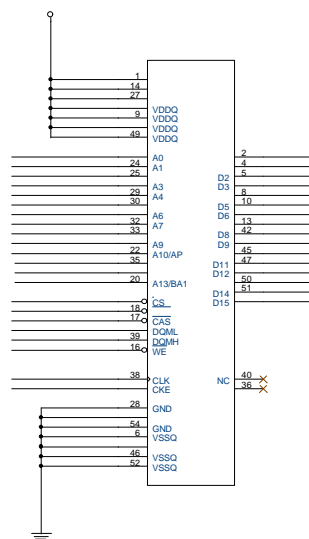 1
14
27
VDDQ
9 VDDQ
VDDQ
49 VDDQ
A0 2
24 A1 4
25 D2 5
A3 D3
29 A4 8
30 D5 10
A6 D6
32 A7 13
33 D8 42
A9 D9
22 A10/AP 45
35 D11 47
D12
20 A13/BA1 50
D14 51
CS D15
18
17 CAS
DQML
39 DQMH
16 WE
38 CLK NC 40
CKE 36
28 GND
54 GND
6 VSSQ
46 VSSQ
52 VSSQ